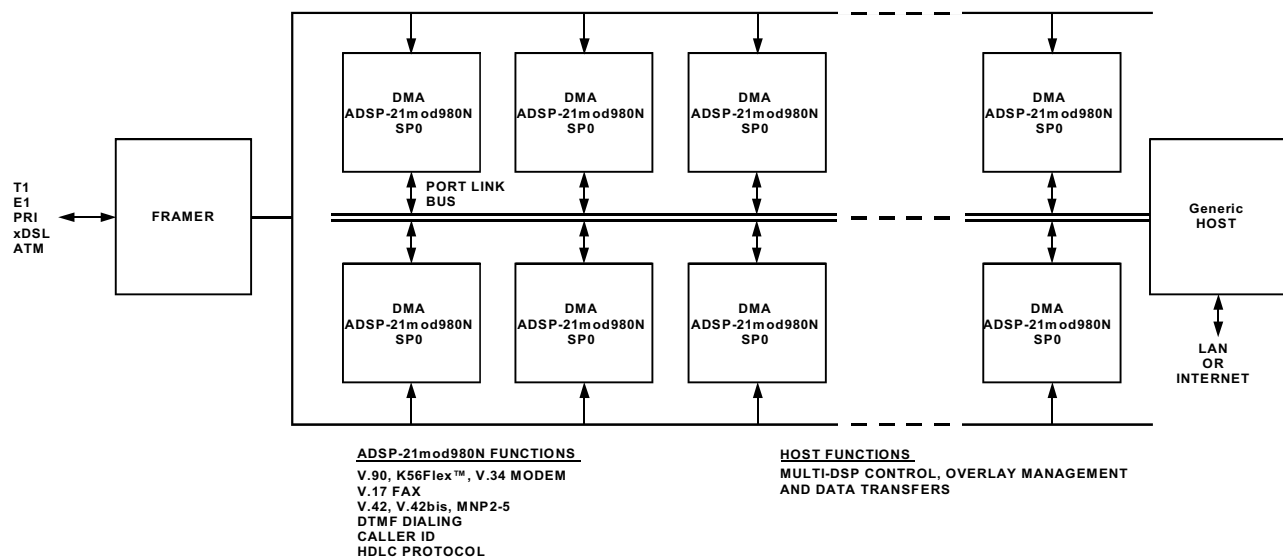 DMA
ADSP-21mod980N
SP0
DMA
ADSP-21mod980N
SP0
DMA
ADSP-21mod980N
SP0
DMA
ADSP-21mod980N
SP0
T1
E1
PRI
xDSL
ATM
FRAMER
PORT LINK
BUS
Generic
HOST
DMA
ADSP-21mod980N
SP0
DMA
ADSP-21mod980N
SP0
DMA
ADSP-21mod980N
SP0
DMA
ADSP-21mod980N
SP0
LAN
OR
INTERNET
ADSP-21mod980N FUNCTIONS
V.90, K56Flex™, V.34 MODEM
V.17 FAX
V.42, V.42bis, MNP2-5
DTMF DIALING
CALLER ID
HDLC PROTOCOL
HOST FUNCTIONS
MULTI-DSP CONTROL, OVERLAY MANAGEMENT
AND DATA TRANSFERS